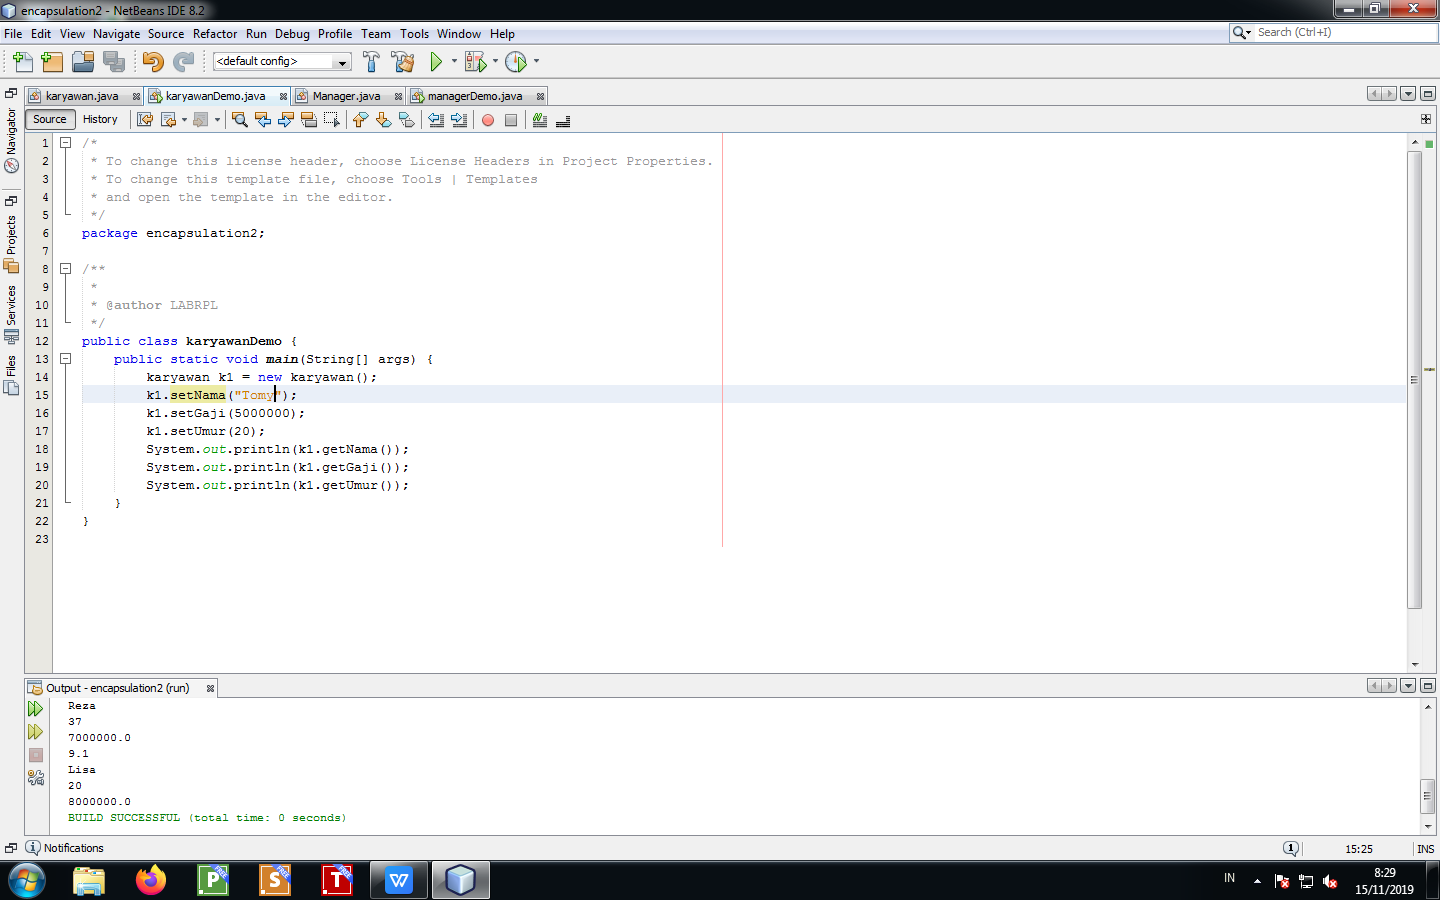 encapsulation2 - NetBeans IDE 8.2
File Edit View Navigate Source Refactor Run Debug Profile Team Tools Window Help
Search (Ctrl+I)
<default config>
karyawan.java karyawanDemo.java Manager.java managerDemo.java
Source History
Navigator
Projects
Services
Files
1 /*
2 * To change this license header, choose License Headers in Project Properties.
3 * To change this template file, choose Tools | Templates
4 * and open the template in the editor.
5 */
6 package encapsulation2;
7
8 /**
9 *
10 * @author LABRPL
11 */
12 public class karyawanDemo {
13 public static void main(String[] args) {
14 karyawan k1 = new karyawan();
15 k1.setNama("Tomy");
16 k1.setGaji(5000000);
17 k1.setUmur(20);
18 System.out.println(k1.getNama());
19 System.out.println(k1.getGaji());
20 System.out.println(k1.getUmur());
21 }
22 }
23
Output - encapsulation2 (run)
Reza
37
7000000.0
9.1
Lisa
20
8000000.0
BUILD SUCCESSFUL (total time: 0 seconds)
Notifications
1
15:25 INS
P FREE S FREE T FREE W
IN
8:29
15/11/2019